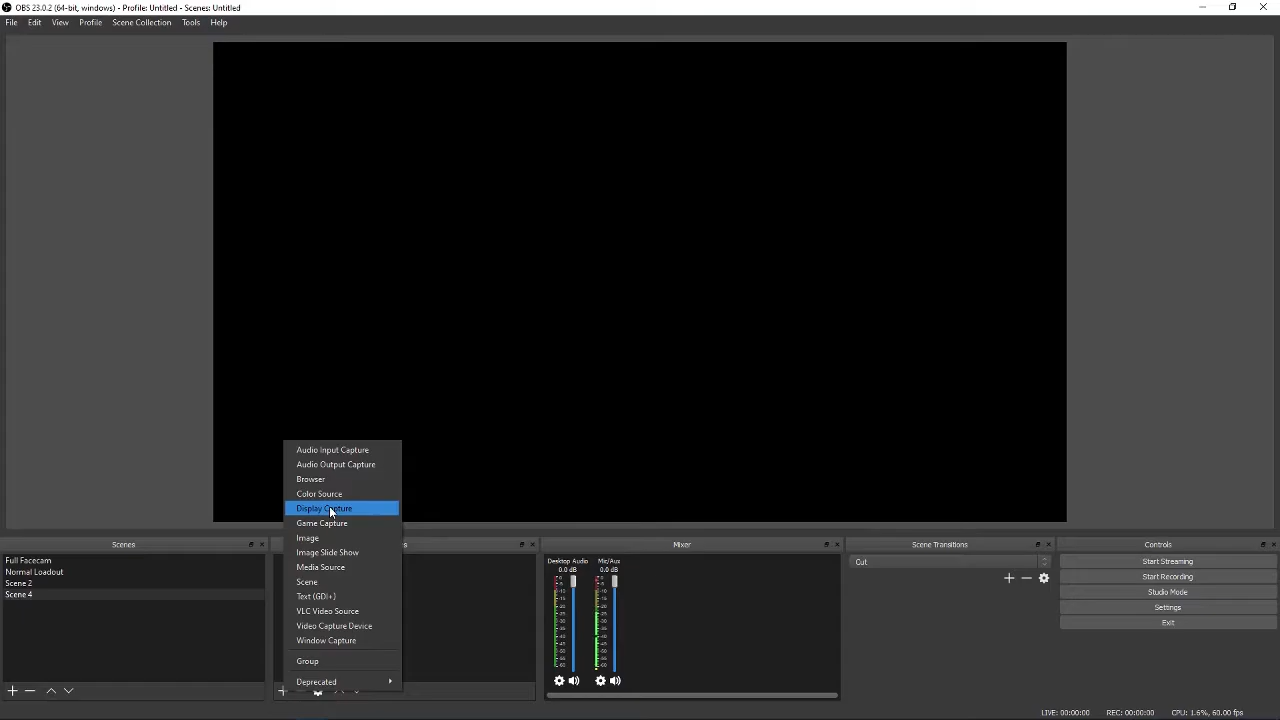 OBS 23.0.2 (64-bit, windows) - Profile: Untitled - Scenes: Untitled
File Edit View Profile Scene Collection Tools Help
Audio Input Capture
Audio Output Capture
Browser
Color Source
Display Capture
Game Capture
Image
Image Slide Show
Media Source
Scene
Text (GDI+)
VLC Video Source
Video Capture Device
Window Capture
Group
Deprecated
Scenes
Full Facecam
Normal Loadout
Scene 2
Scene 4
Mixer
Desktop Audio
0.0 dB
Mic/Aux
0.0 dB
Scene Transitions
Cut
Controls
Start Streaming
Start Recording
Studio Mode
Settings
Exit
LIVE: 00:00:00 REC: 00:00:00 CPU: 1.6%, 60.00 fps